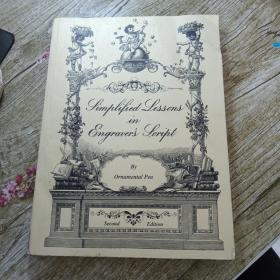 Simplified Lessons
in
Engraver's Script
By
Ornamental Pen
Second Edition